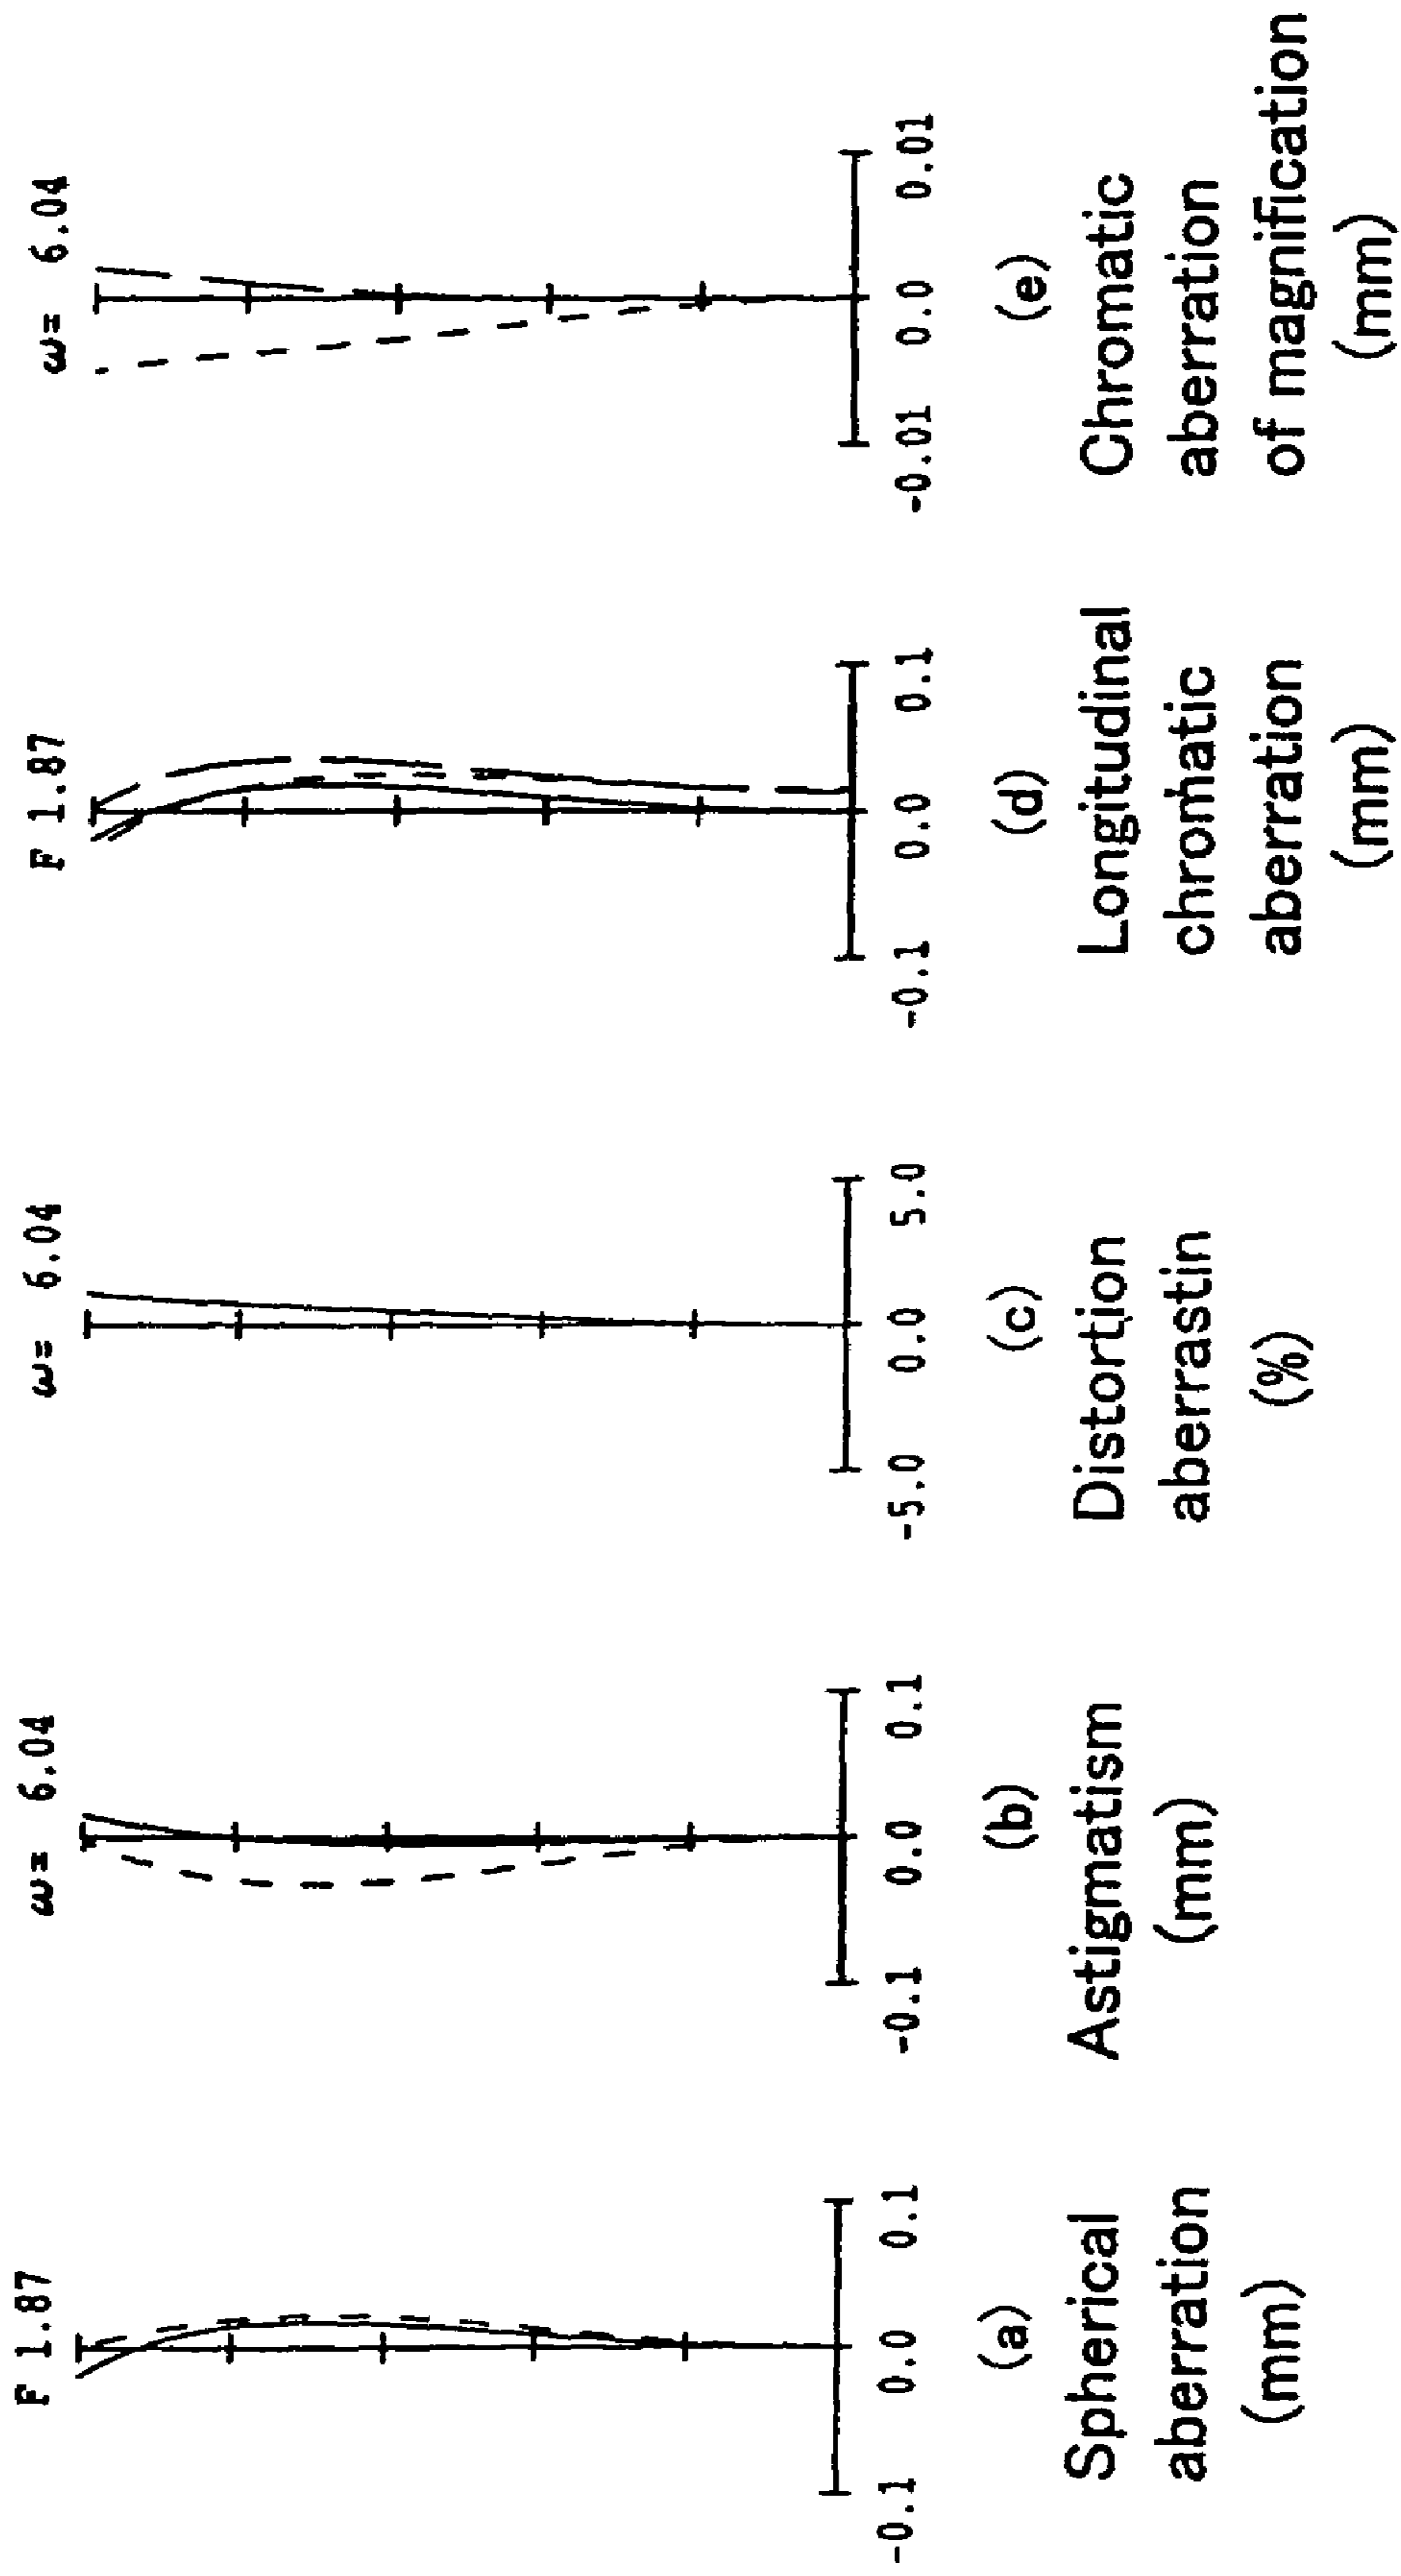 F 1.87
-0.1 0.0 0.1
(a)
Spherical
aberration
(mm)
ω= 6.04
-0.1 0.0 0.1
(b)
Astigmatism
(mm)
ω= 6.04
-5.0 0.0 5.0
(c)
Distortion
aberrastin
(%)
F 1.87
-0.1 0.0 0.1
(d)
Longitudinal
chromatic
aberration
(mm)
ω= 6.04
-0.01 0.0 0.01
(e)
Chromatic
aberration
of magnification
(mm)